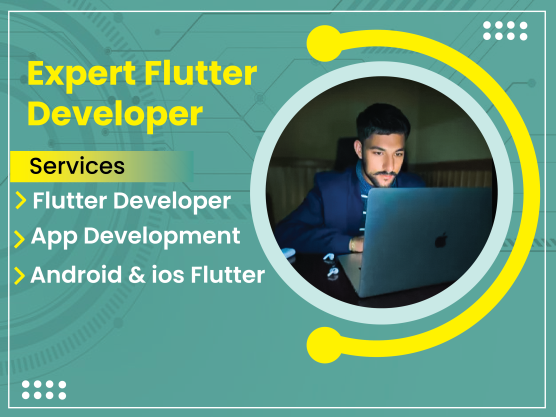 Expert Flutter
Developer
Services
Flutter Developer
App Development
Android & ios Flutter